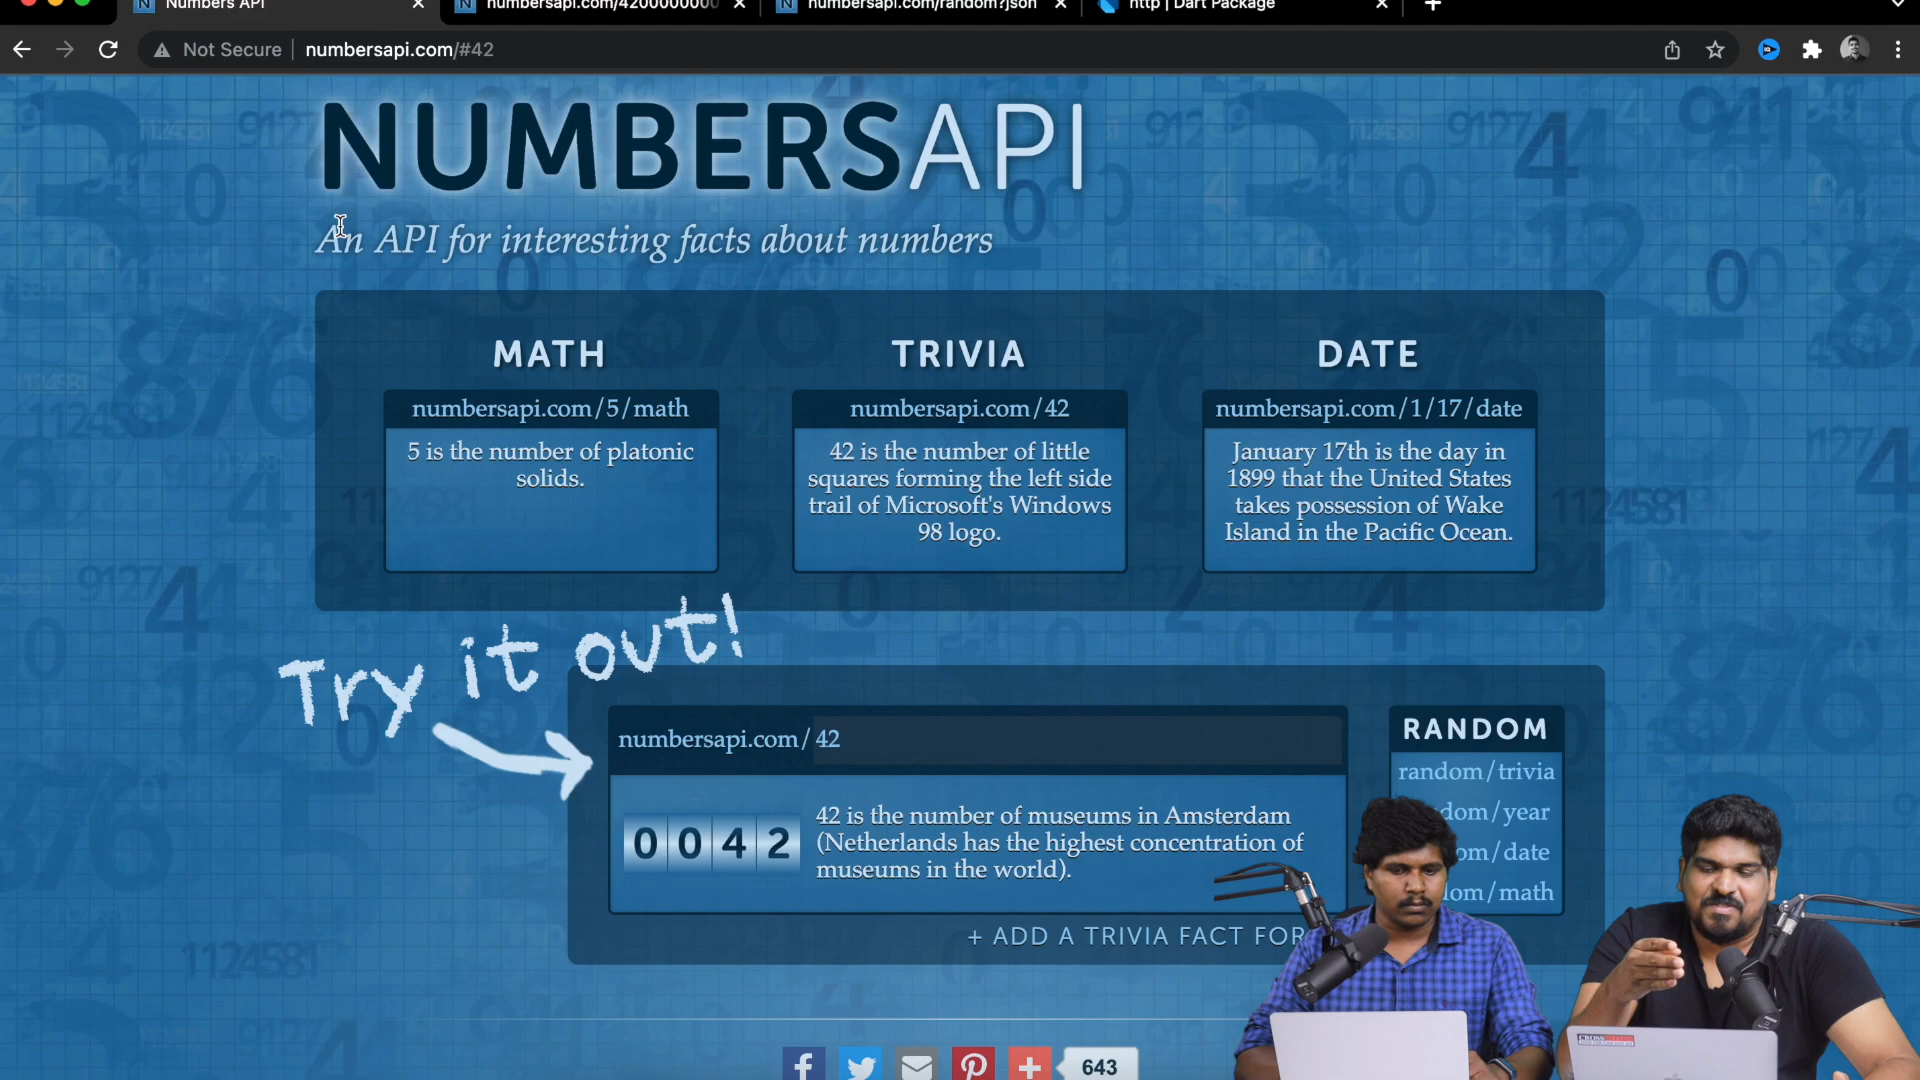 Numbers API
numbersapi.com/4200000000
numbersapi.com/random?json
http | Dart Package
Not Secure
numbersapi.com/#42
NUMBERSAPI
An API for interesting facts about numbers
MATH
numbersapi.com/5/math
5 is the number of platonic
solids.
TRIVIA
numbersapi.com/42
42 is the number of little
squares forming the left side
trail of Microsoft's Windows
98 logo.
DATE
numbersapi.com/1/17/date
January 17th is the day in
1899 that the United States
takes possession of Wake
Island in the Pacific Ocean.
Try it out!
numbersapi.com/ 42
0042
42 is the number of museums in Amsterdam
(Netherlands has the highest concentration of
museums in the world).
RANDOM
random/trivia
dom/year
om/date
dom/math
+ ADD A TRIVIA FACT FOR
643